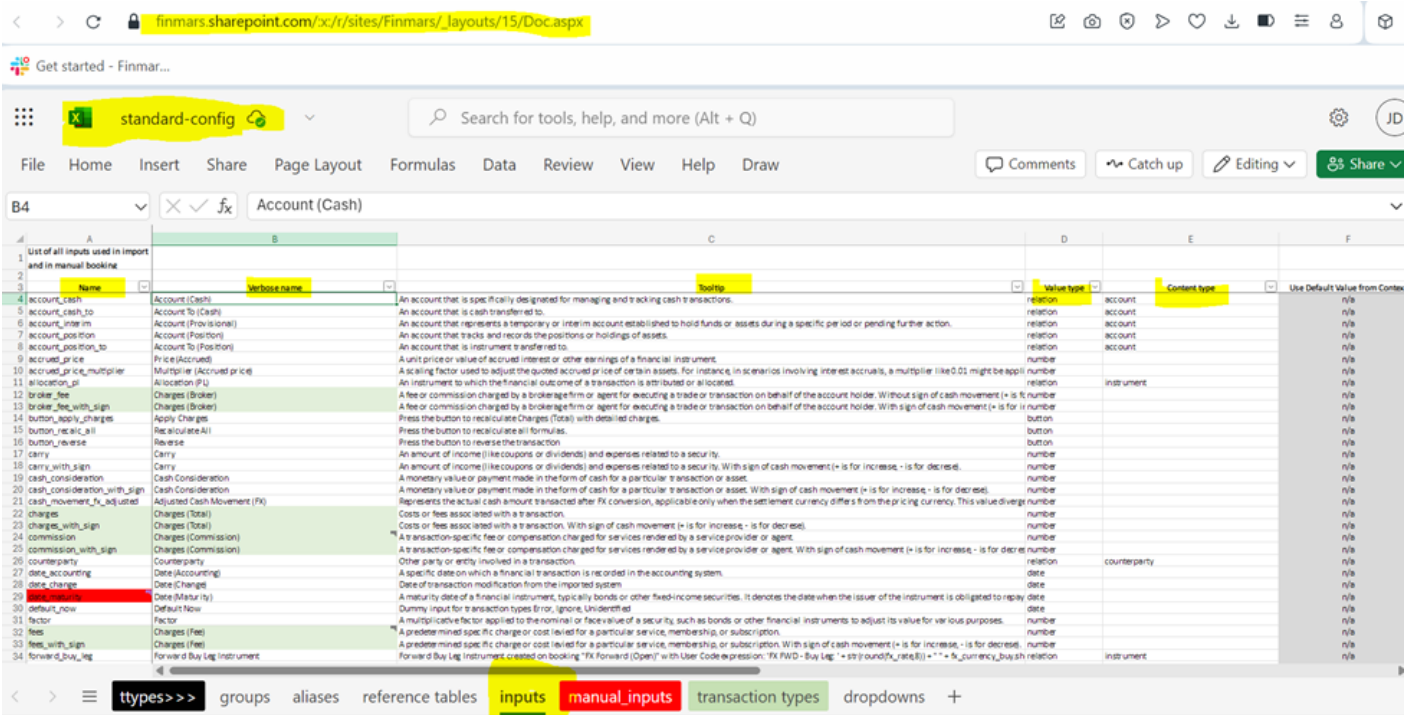 finmars.sharepoint.com/:x:/r/sites/Finmars/_layouts/15/Doc.aspx
Get started - Finmar...
standard-config
Search for tools, help, and more (Alt + Q)
JD
File Home Insert Share Page Layout Formulas Data Review View Help Draw
Comments Catch up Editing Share
B4 fx Account (Cash)
A B C D E F
1 List of all inputs used in import and in manual booking
2
3 Name Verbose name Tooltip Value type Content type Use Default Value from Contex
4 account_cash Account (Cash) An account that is specifically designated for managing and tracking cash transactions. relation account n/a
5 account_cash_to Account To (Cash) An account that is cash transferred to. relation account n/a
6 account_interim Account (Provisional) An account that represents a temporary or interim account established to hold funds or assets during a specific period or pending further action. relation account n/a
7 account_position Account (Position) An account that tracks and records the positions or holdings of assets. relation account n/a
8 account_position_to Account To (Position) An account that is instrument transferred to. relation account n/a
9 accrued_price Price (Accrued) A unit price or value of accrued interest or other earnings of a financial instrument. number n/a
10 accrued_price_multiplier Multiplier (Accrued price) A scaling factor used to adjust the quoted accrued price of certain assets. For instance, in scenarios involving interest accruals, a multiplier like 0.01 might be appli number n/a
11 allocation_pl Allocation (PL) An instrument to which the financial outcome of a transaction is attributed or allocated. relation instrument n/a
12 broker_fee Charges (Broker) A fee or commission charged by a brokerage firm or agent for executing a trade or transaction on behalf of the account holder. Without sign of cash movement (+ is fo number n/a
13 broker_fee_with_sign Charges (Broker) A fee or commission charged by a brokerage firm or agent for executing a trade or transaction on behalf of the account holder. With sign of cash movement (+ is for in number n/a
14 button_apply_charges Apply Charges Press the button to recalculate Charges (Total) with detailed charges. button n/a
15 button_recalc_all Recalculate All Press the button to recalculate all formulas. button n/a
16 button_reverse Reverse Press the button to reverse the transaction button n/a
17 carry Carry An amount of income (like coupons or dividends) and expenses related to a security. number n/a
18 carry_with_sign Carry An amount of income (like coupons or dividends) and expenses related to a security. With sign of cash movement (+ is for increase, - is for decrese). number n/a
19 cash_consideration Cash Consideration A monetary value or payment made in the form of cash for a particular transaction or asset. number n/a
20 cash_consideration_with_sign Cash Consideration A monetary value or payment made in the form of cash for a particular transaction or asset. With sign of cash movement (+ is for increase, - is for decrese). number n/a
21 cash_movement_fx_adjusted Adjusted Cash Movement (FX) Represents the actual cash amount transacted after FX conversion, applicable only when the settlement currency differs from the pricing currency. This value diverge number n/a
22 charges Charges (Total) Costs or fees associated with a transaction. number n/a
23 charges_with_sign Charges (Total) Costs or fees associated with a transaction. With sign of cash movement (+ is for increase, - is for decrese). number n/a
24 commission Charges (Commission) A transaction-specific fee or compensation charged for services rendered by a service provider or agent. number n/a
25 commission_with_sign Charges (Commission) A transaction-specific fee or compensation charged for services rendered by a service provider or agent. With sign of cash movement (+ is for increase, - is for decre number n/a
26 counterparty Counterparty Other party or entity involved in a transaction. relation counterparty n/a
27 date_accounting Date (Accounting) A specific date on which a financial transaction is recorded in the accounting system. date n/a
28 date_change Date (Change) Date of transaction modification from the imported system date n/a
29 date_maturity Date (Maturity) A maturity date of a financial instrument, typically bonds or other fixed-income securities. It denotes the date when the issuer of the instrument is obligated to repay date n/a
30 default_now Default Now Dummy input for transaction types Error, Ignore, Unidentified date n/a
31 factor Factor A multiplicative factor applied to the nominal or face value of a security, such as bonds or other financial instruments to adjust its value for various purposes. number n/a
32 fees Charges (Fee) A predetermined specific charge or cost levied for a particular service, membership, or subscription. number n/a
33 fees_with_sign Charges (Fee) A predetermined specific charge or cost levied for a particular service, membership, or subscription. With sign of cash movement (+ is for increase, - is for decrese). number n/a
34 forward_buy_leg Forward Buy Leg Instrument Forward Buy Leg Instrument created on booking "FX Forward (Open)" with User Code expression: 'FX FWD - Buy Leg: ' + str(round(fx_rate,8)) + " " + fx_currency_buy.sh relation instrument n/a
ttypes>>> groups aliases reference tables inputs manual_inputs transaction types dropdowns +